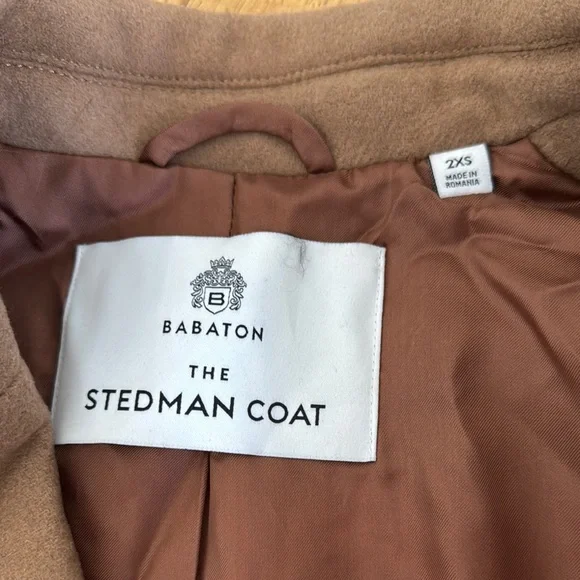 2XS
MADE IN
ROMANIA
B
BABATON
THE
STEDMAN COAT